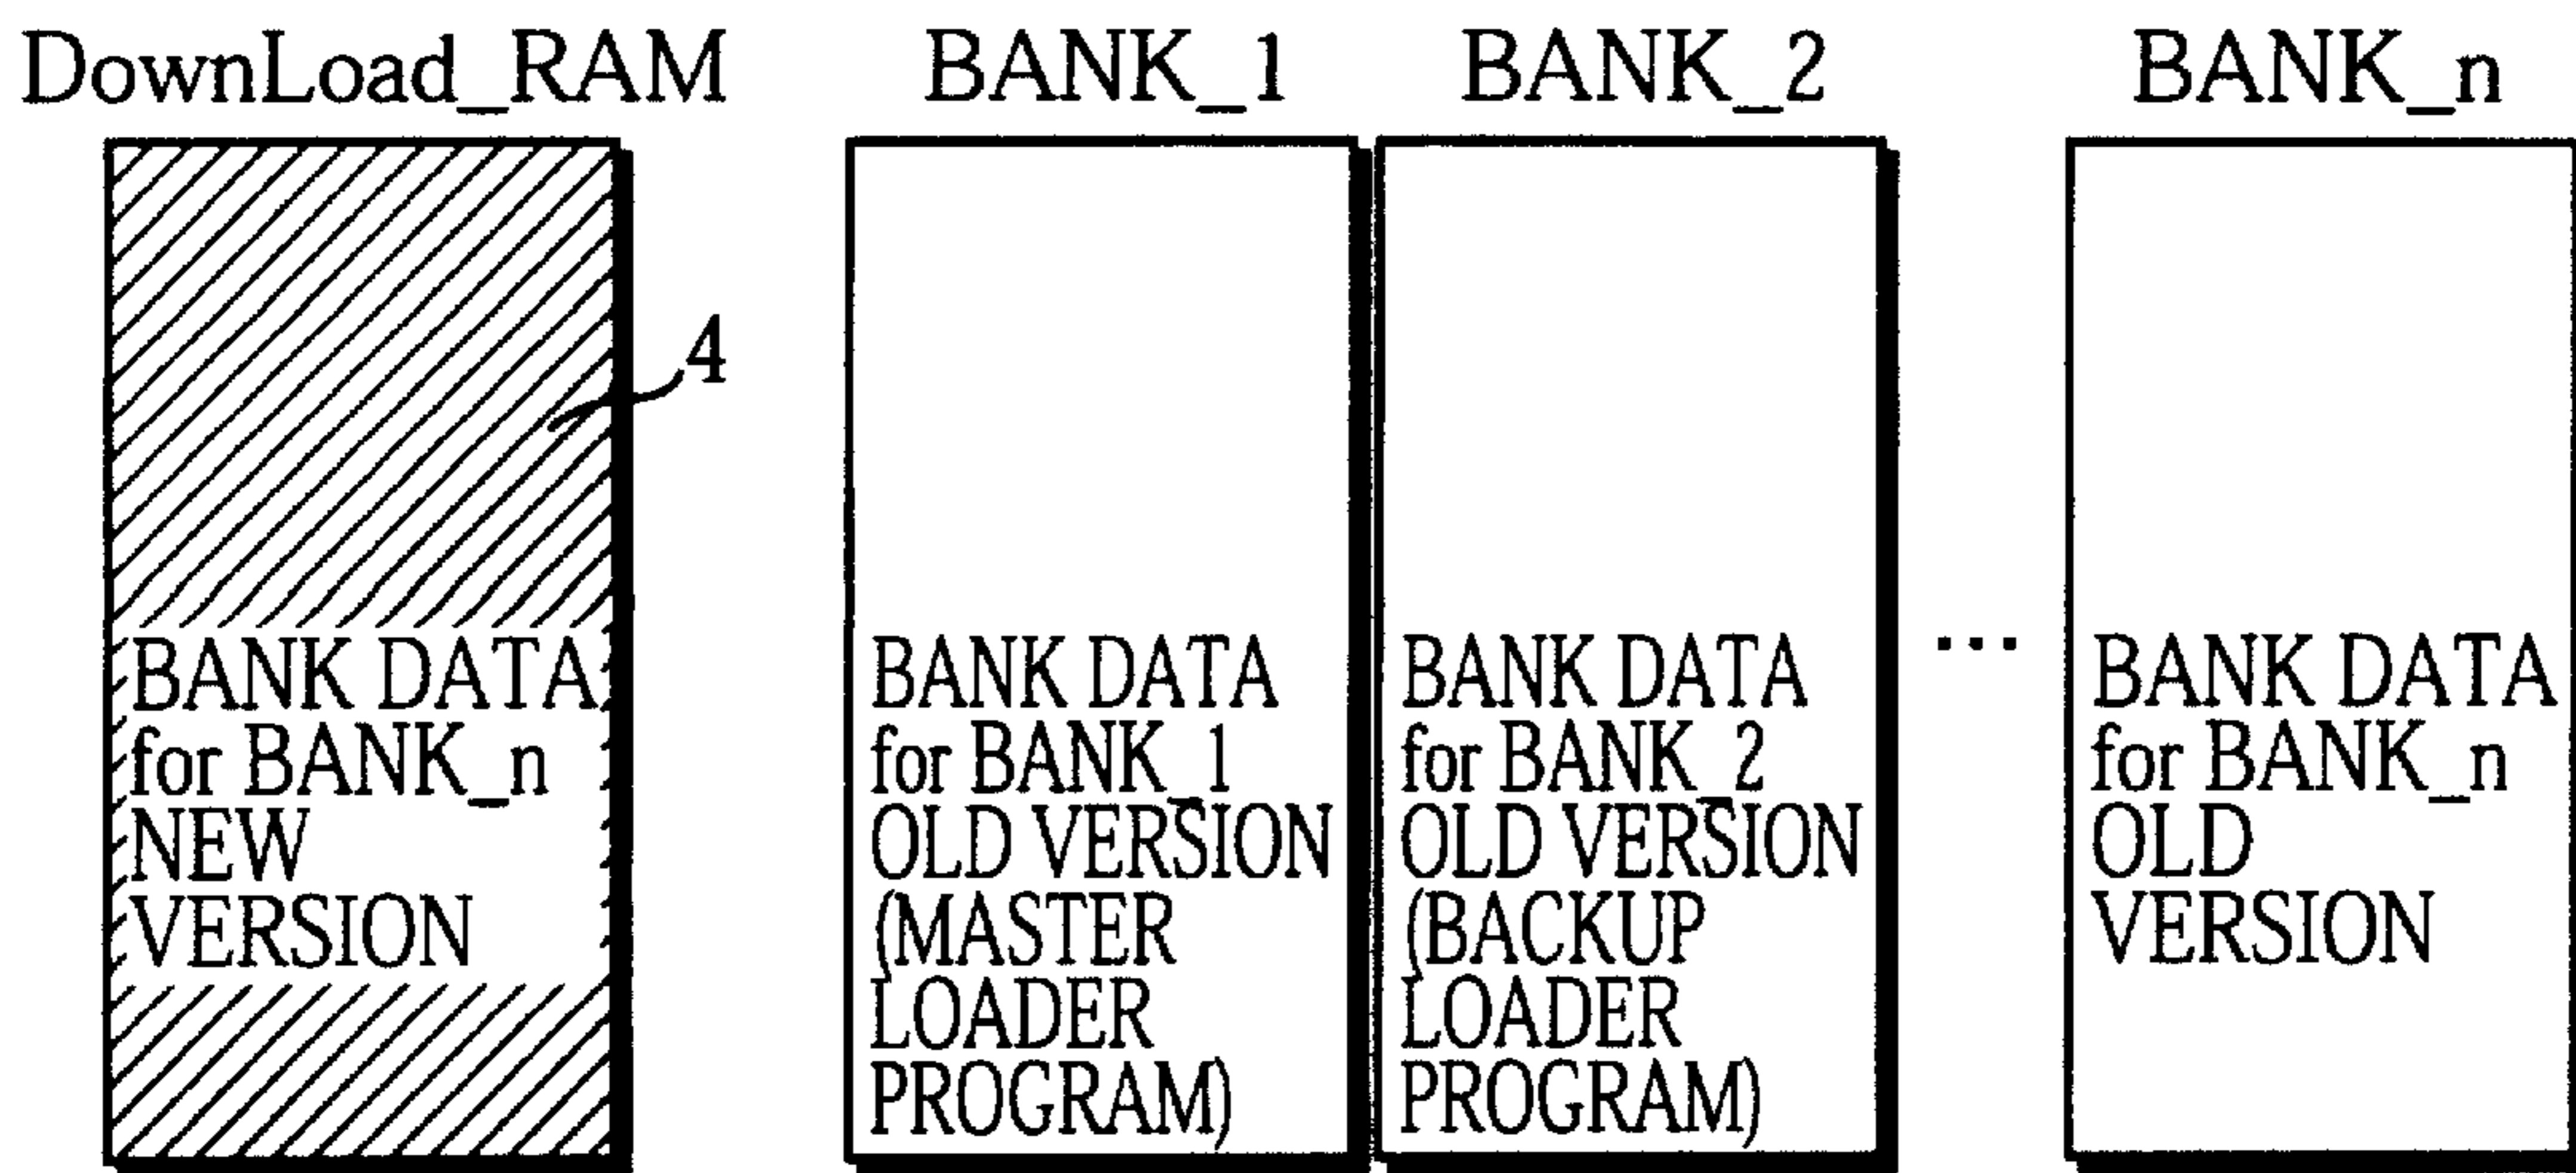 DownLoad_RAM
BANK_1
BANK_2
BANK_n
4
BANK DATA
for BANK_n
NEW
VERSION
BANK DATA
for BANK_1
OLD VERSION
(MASTER
LOADER
PROGRAM)
BANK DATA
for BANK_2
OLD VERSION
(BACKUP
LOADER
PROGRAM)
...
BANK DATA
for BANK_n
OLD
VERSION